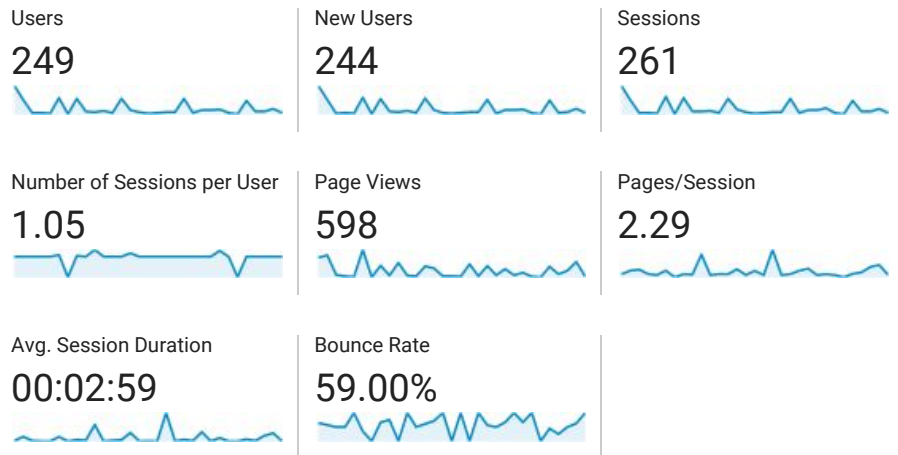 Users
249
New Users
244
Sessions
261
Number of Sessions per User
1.05
Page Views
598
Pages/Session
2.29
Avg. Session Duration
00:02:59
Bounce Rate
59.00%